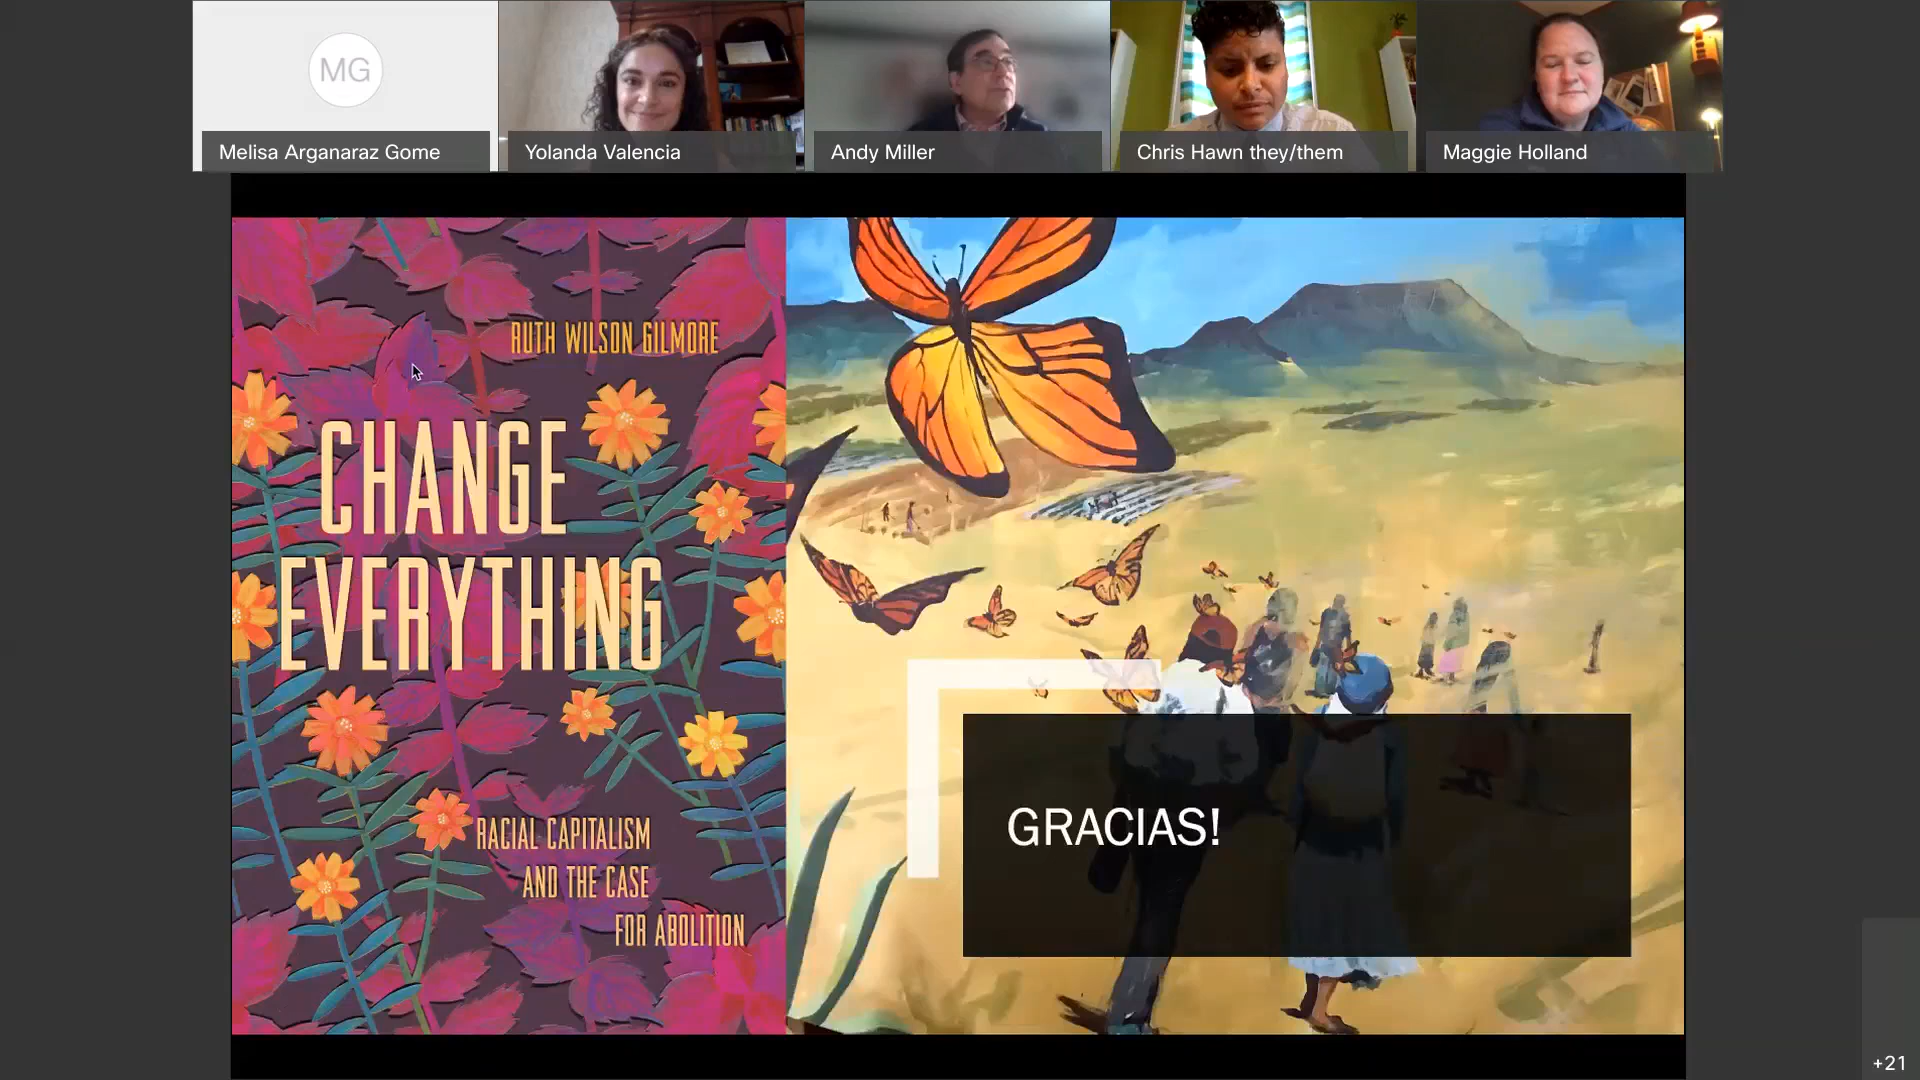 MG
Melisa Arganaraz Gome
Yolanda Valencia
Andy Miller
Chris Hawn they/them
Maggie Holland
RUTH WILSON GILMORE
CHANGE
EVERYTHING
RACIAL CAPITALISM
AND THE CASE
FOR ABOLITION
GRACIAS!
+21